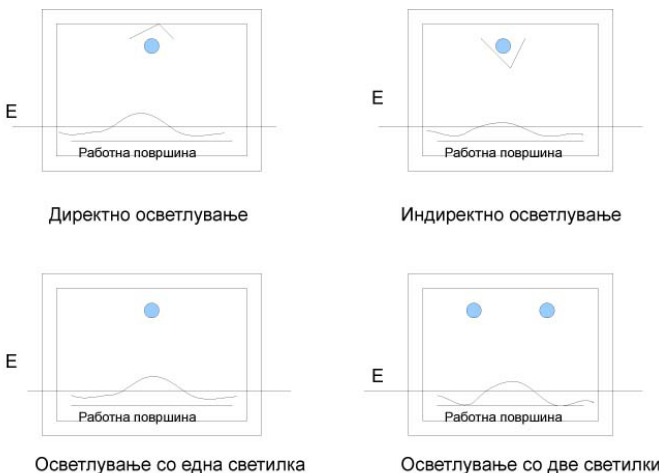 E
Работна површина
Директно осветлување
Работна површина
Индиректно осветлување
E
Работна површина
Осветлување со една светилка
E
Работна површина
Осветлување со две светилки